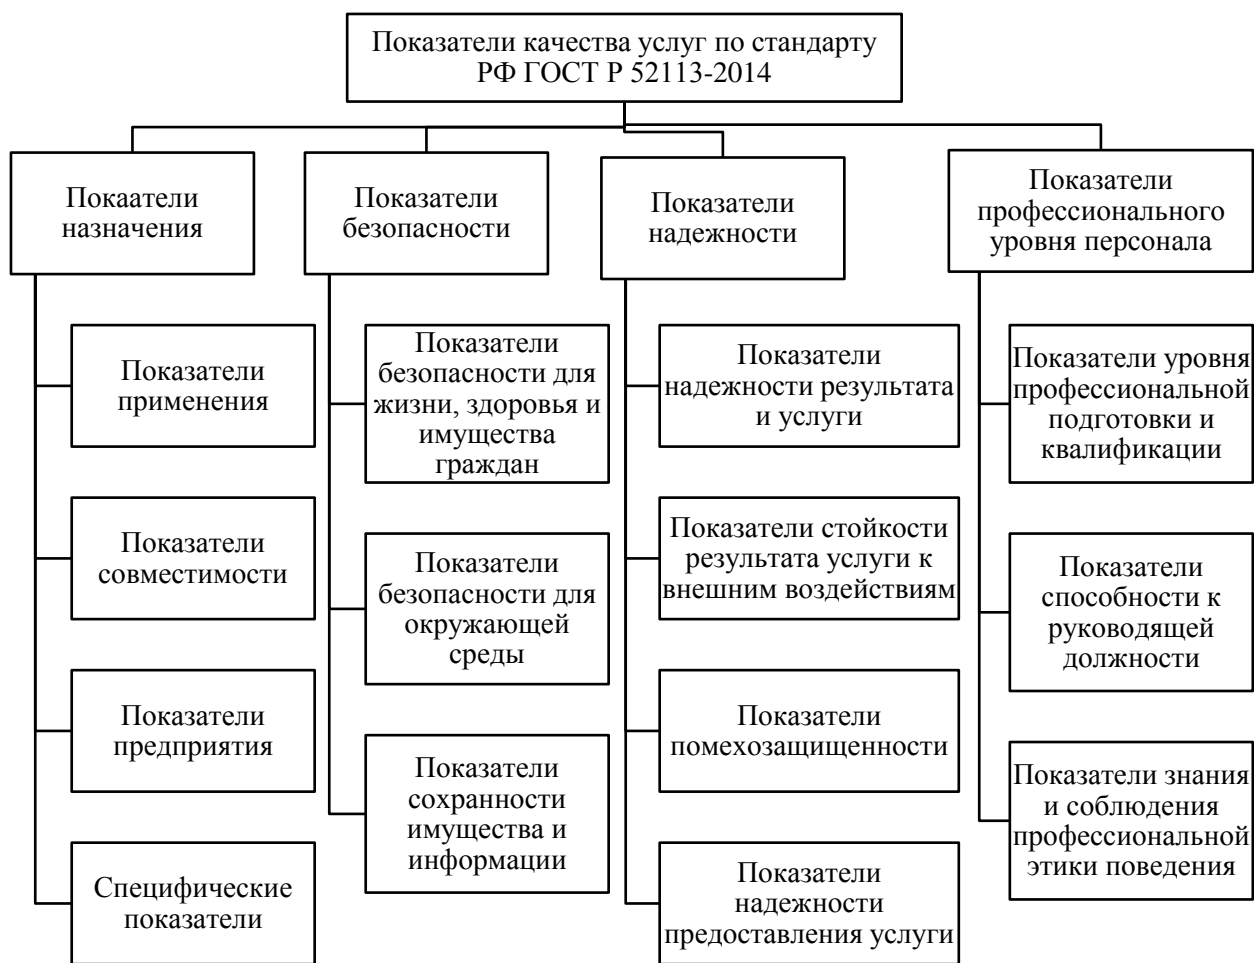 Показатели качества услуг по стандарту
РФ ГОСТ Р 52113-2014
Покаатели
назначения
Показатели
применения
Показатели
совместимости
Показатели
предприятия
Специфические
показатели
Показатели
безопасности
Показатели
безопасности для
жизни, здоровья и
имущества
граждан
Показатели
безопасности для
окружающей
среды
Показатели
сохранности
имущества и
информации
Показатели
надежности
Показатели
надежности результата
и услуги
Показатели стойкости
результата услуги к
внешним воздействиям
Показатели
помехозащищенности
Показатели
надежности
предоставления услуги
Показатели
профессионального
уровня персонала
Показатели уровня
профессиональной
подготовки и
квалификации
Показатели
способности к
руководящей
должности
Показатели знания
и соблюдения
профессиональной
этики поведения